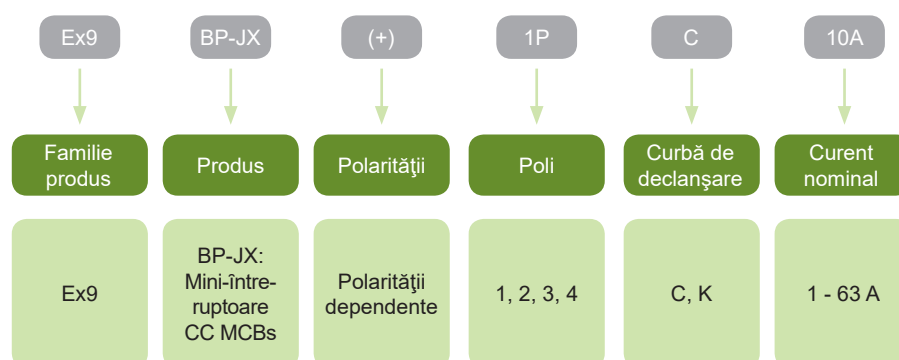 Ex9 BP-JX (+) 1P C 10A
Familie produs
Produs
Polarităţii
Poli
Curbă de declanşare
Curent nominal
Ex9
BP-JX:
Mini-între-
ruptoare
CC MCBs
Polarităţii
dependente
1, 2, 3, 4
C, K
1 - 63 A